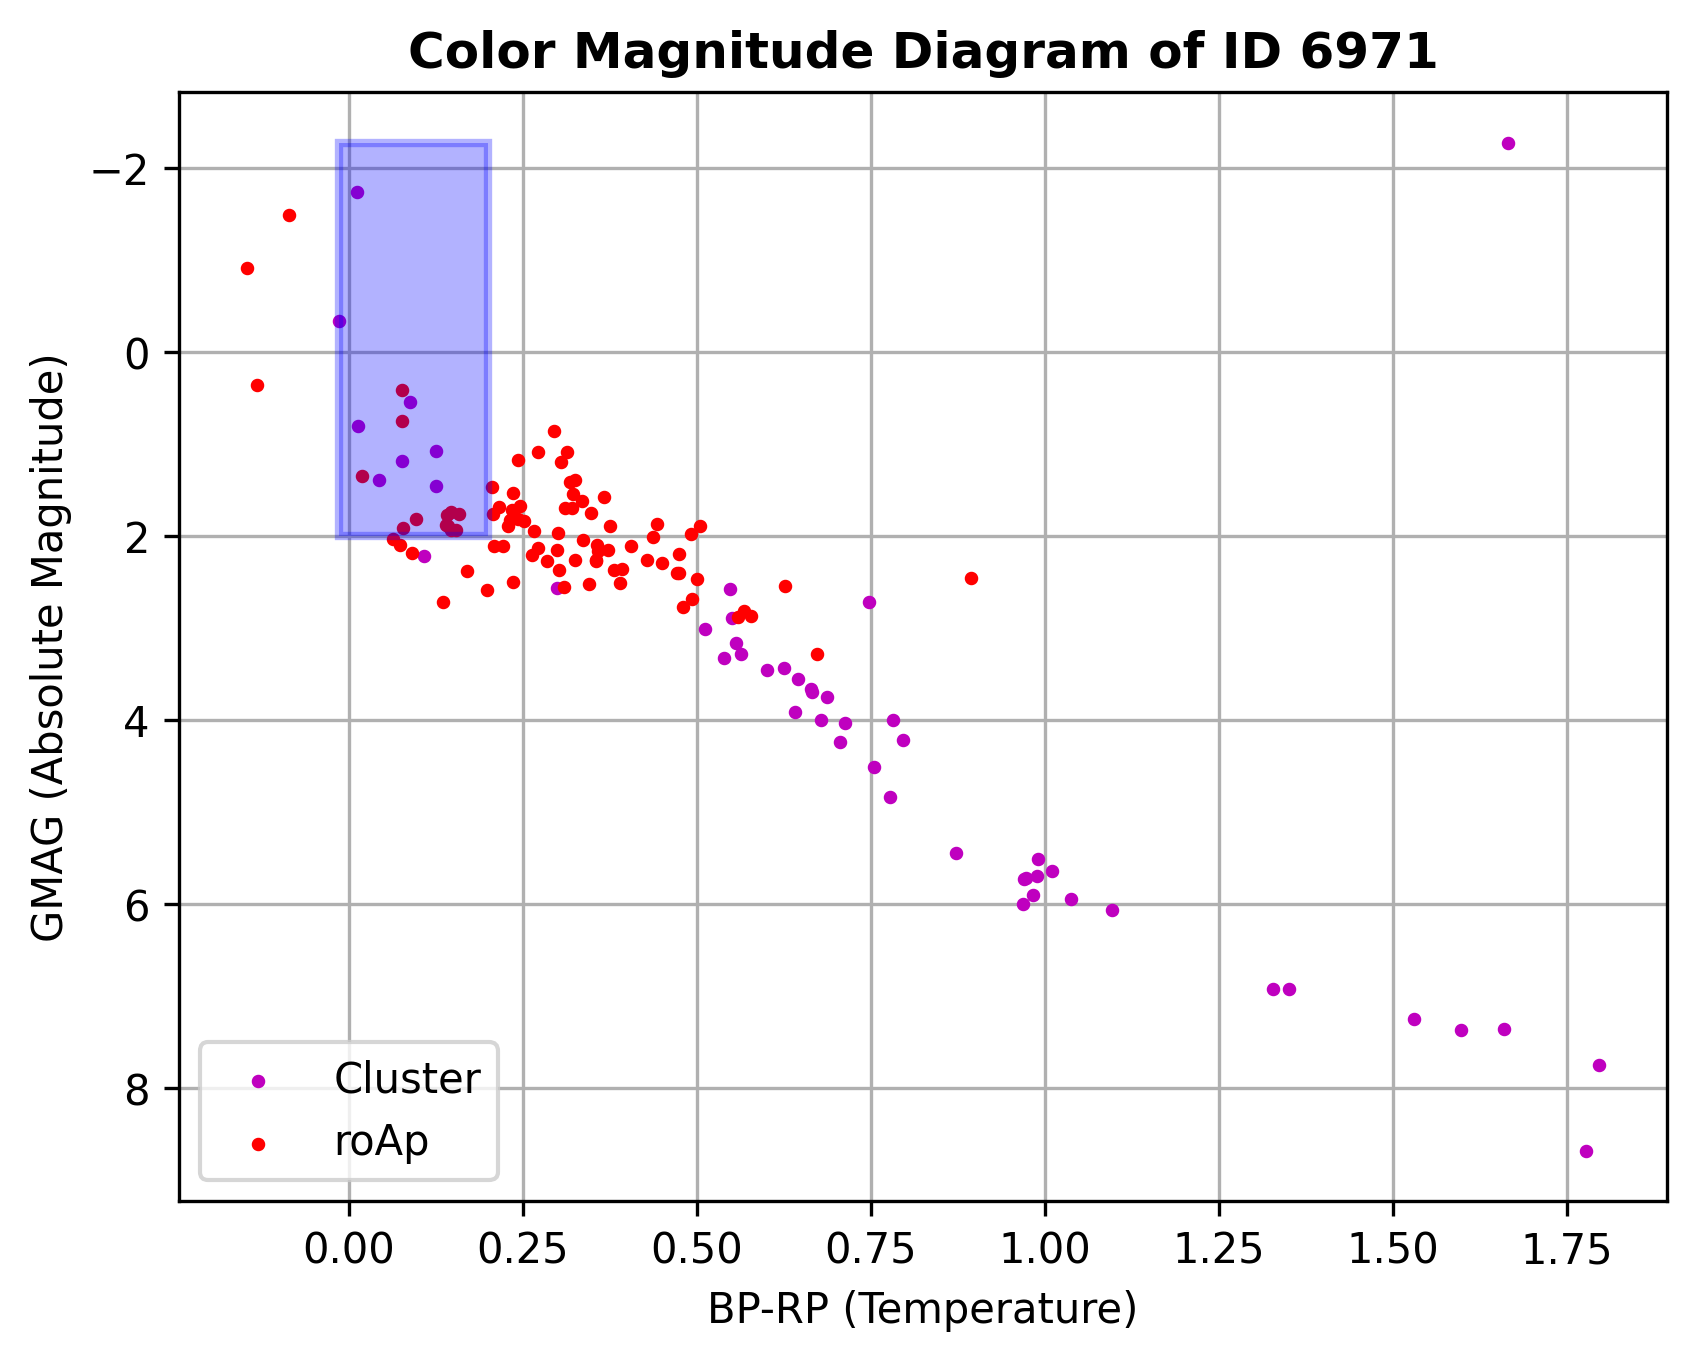 Color Magnitude Diagram of ID 6971
GMAG (Absolute Magnitude)
−2
0
2
4
6
8
Cluster
roAp
0.00 0.25 0.50 0.75 1.00 1.25 1.50 1.75
BP-RP (Temperature)